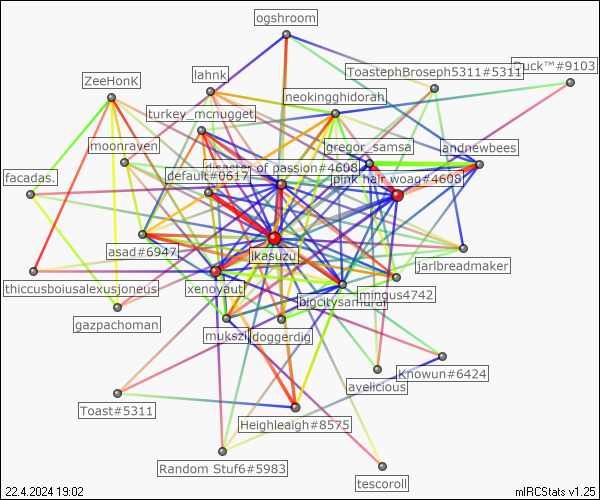 ogshroom
Duck™#9103
ToastephBroseph5311#5311
lahnk
ZeeHonK
neokingghidorah
turkey_mcnugget
moonraven
gregor_samsa
andnewbees
disaster of passion#4608
default#0617
pink hair woag#4608
facadas.
asad#6947
ikasuzu
jarlbreadmaker
thiccusboiusalexusjoneus
xenoyaut
mingus4742
bigcitysamurai
gazpachoman
mukszi
doggerdig
Knowun#6424
avelicious
Toast#5311
Heighleaigh#8575
Random Stuf6#5983
tescoroll
22.4.2024 19:02
mIRCStats v1.25